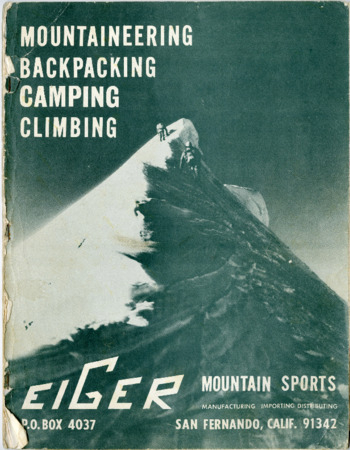 MOUNTAINEERING
BACKPACKING
CAMPING
CLIMBING
EIGER MOUNTAIN SPORTS
MANUFACTURING IMPORTING DISTRIBUTING
P.O. BOX 4037 SAN FERNANDO, CALIF. 91342